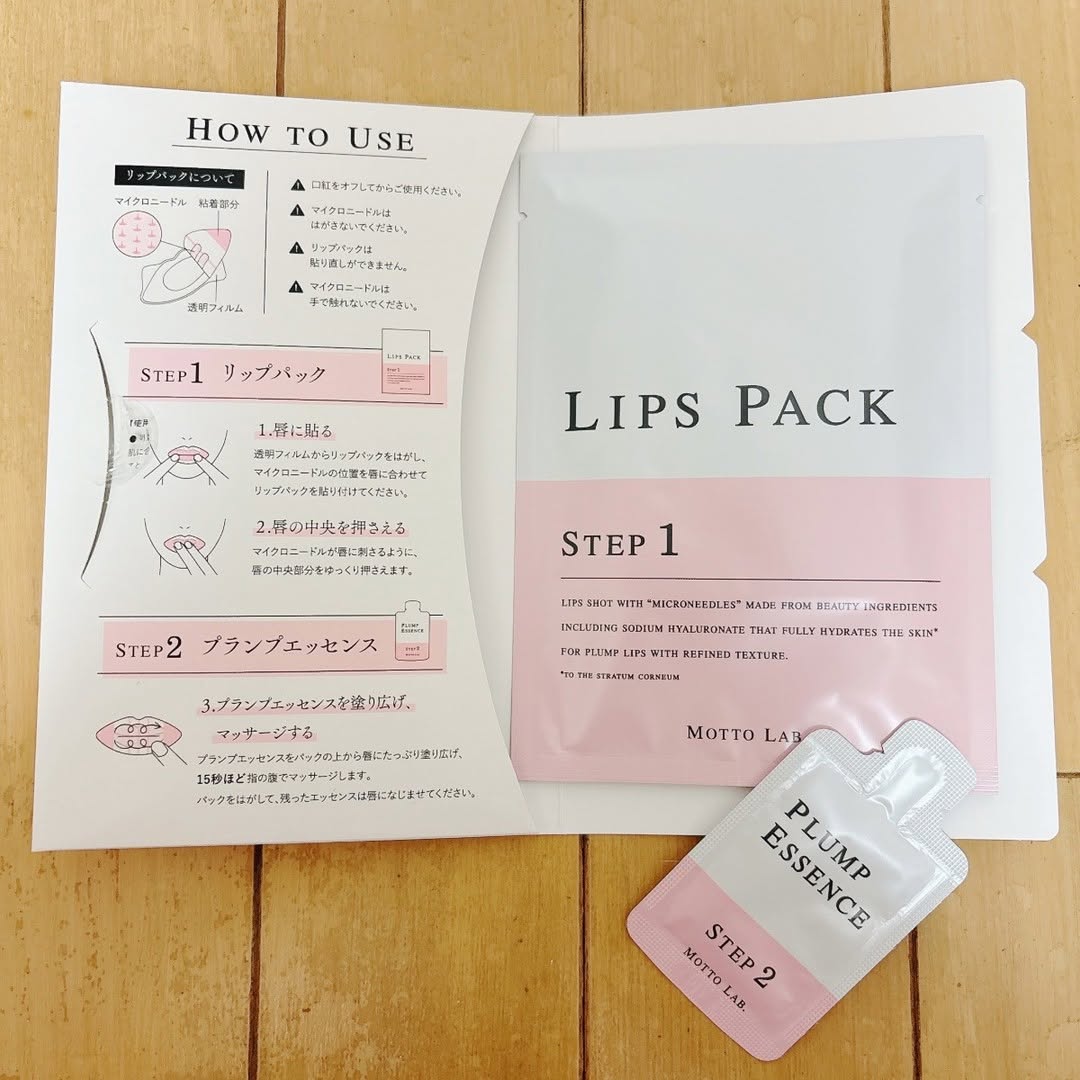 HOW TO USE
リップパックについて
マイクロニードル 粘着部分
透明フィルム
口紅をオフしてからご使用ください。
マイクロニードルは
はがさないでください。
リップパックは
貼り直しができません。
マイクロニードルは
手で触れないでください。
STEP1 リップパック
LIPS PACK
STEP 1
1.唇に貼る
透明フィルムからリップパックをはがし、
マイクロニードルの位置を唇に合わせて
リップパックを貼り付けてください。
2.唇の中央を押さえる
マイクロニードルが唇に刺さるように、
唇の中央部分をゆっくり押さえます。
STEP2 プランプエッセンス
PLUMP
ESSENCE
STEP 2
3.プランプエッセンスを塗り広げ、
マッサージする
プランプエッセンスをパックの上から唇にたっぷり塗り広げ、
15秒ほど指の腹でマッサージします。
パックをはがして、残ったエッセンスは唇になじませてください。
LIPS PACK
STEP 1
LIPS SHOT WITH “MICRONEEDLES” MADE FROM BEAUTY INGREDIENTS
INCLUDING SODIUM HYALURONATE THAT FULLY HYDRATES THE SKIN*
FOR PLUMP LIPS WITH REFINED TEXTURE.
*TO THE STRATUM CORNEUM
MOTTO LAB
PLUMP
ESSENCE
STEP 2
MOTTO LAB.